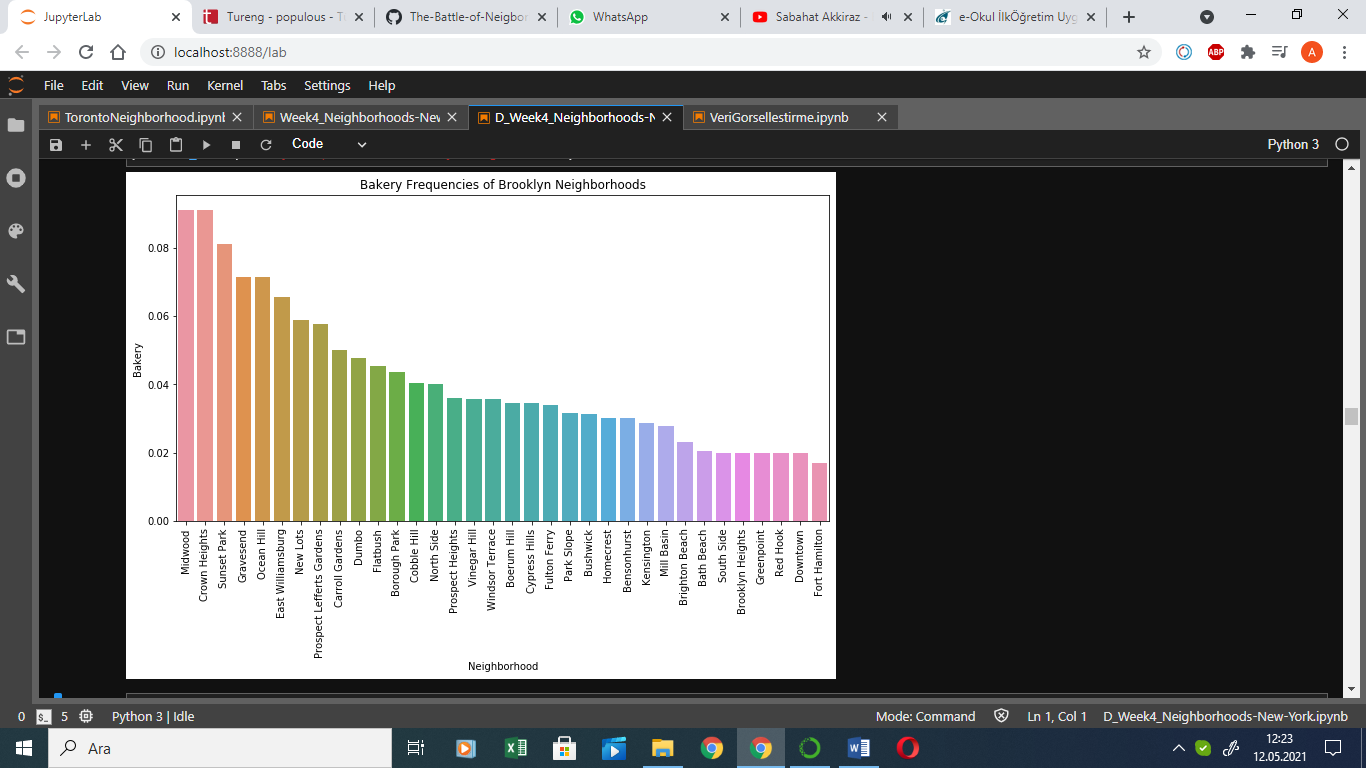 JupyterLab
Tureng - populous - T
The-Battle-of-Neigbor
WhatsApp
Sabahat Akkiraz -
e-Okul İlkÖğretim Uyg
localhost:8888/lab
ABP
A
File Edit View Run Kernel Tabs Settings Help
TorontoNeighborhood.ipynb
Week4_Neighborhoods-New
D_Week4_Neighborhoods-N
VeriGorsellestirme.ipynb
Code
Python 3
Bakery Frequencies of Brooklyn Neighborhoods
Bakery
0.08
0.06
0.04
0.02
0.00
Midwood
Crown Heights
Sunset Park
Gravesend
Ocean Hill
East Williamsburg
New Lots
Prospect Lefferts Gardens
Carroll Gardens
Dumbo
Flatbush
Borough Park
Cobble Hill
North Side
Prospect Heights
Vinegar Hill
Windsor Terrace
Boerum Hill
Cypress Hills
Fulton Ferry
Park Slope
Bushwick
Homecrest
Bensonhurst
Kensington
Mill Basin
Brighton Beach
Bath Beach
South Side
Brooklyn Heights
Greenpoint
Red Hook
Downtown
Fort Hamilton
Neighborhood
0 $_ 5 Python 3 | Idle
Mode: Command Ln 1, Col 1 D_Week4_Neighborhoods-New-York.ipynb
Ara
12:23
12.05.2021